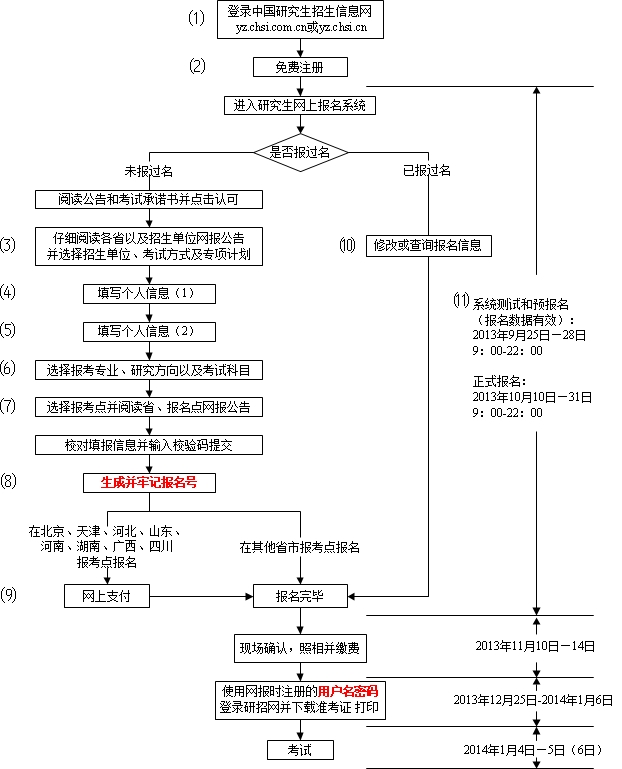 ⑴
登录中国研究生招生信息网
yz.chsi.com.cn或yz.chsi.cn
⑵
免费注册
进入研究生网上报名系统
是否报过名
未报过名
已报过名
阅读公告和考试承诺书并点击认可
⑶
仔细阅读各省以及招生单位网报公告
并选择招生单位、考试方式及专项计划
⑽
修改或查询报名信息
⑷
填写个人信息（1）
⑸
填写个人信息（2）
⑾
系统测试和预报名
（报名数据有效）：
2013年9月25日－28日
9：00-22：00
正式报名：
2013年10月10日－31日
9：00-22：00
⑹
选择报考专业、研究方向以及考试科目
⑺
选择报考点并阅读省、报名点网报公告
校对填报信息并输入校验码提交
⑻
生成并牢记报名号
在北京、天津、河北、山东、
河南、湖南、广西、四川
报考点报名
在其他省市报考点报名
⑼
网上支付
报名完毕
现场确认，照相并缴费
2013年11月10日－14日
使用网报时注册的用户名密码
登录研招网并下载准考证 打印
2013年12月25日-2014年1月6日
考试
2014年1月4日－5日（6日）